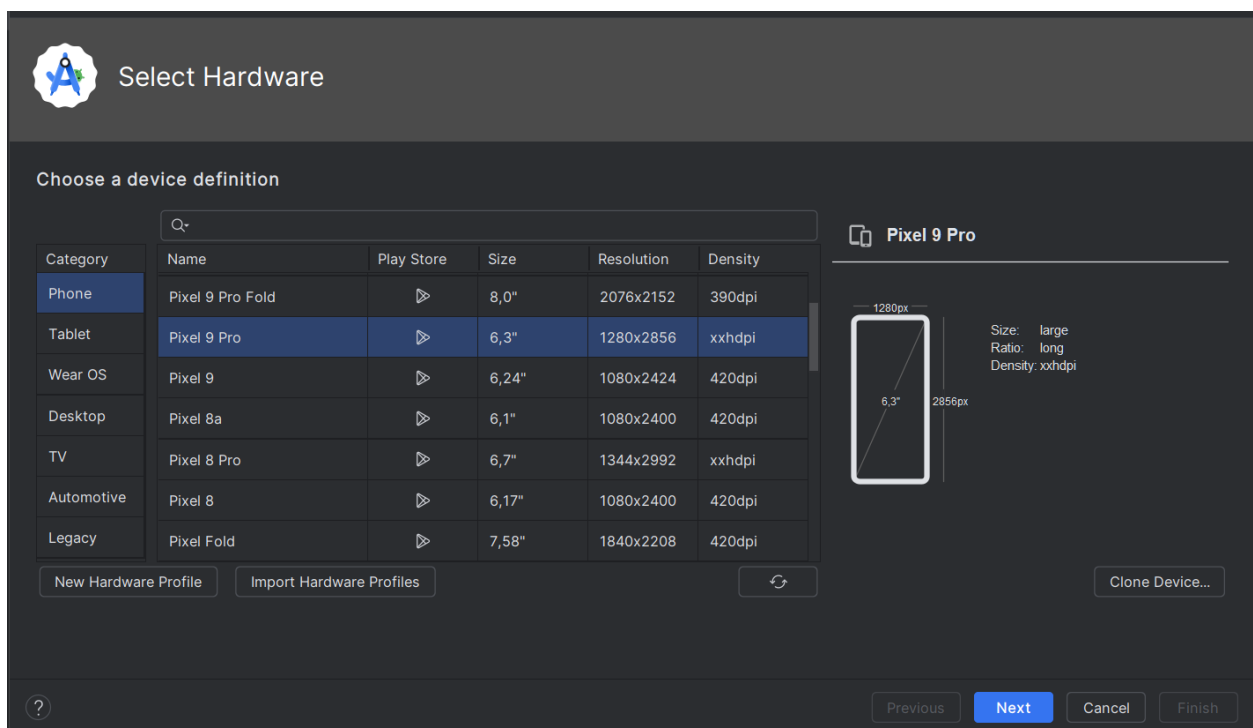 Select Hardware
Choose a device definition
Category
Name Play Store Size Resolution Density
Phone
Tablet
Wear OS
Desktop
TV
Automotive
Legacy
Pixel 9 Pro Fold 8,0" 2076x2152 390dpi
Pixel 9 Pro 6,3" 1280x2856 xxhdpi
Pixel 9 6,24" 1080x2424 420dpi
Pixel 8a 6,1" 1080x2400 420dpi
Pixel 8 Pro 6,7" 1344x2992 xxhdpi
Pixel 8 6,17" 1080x2400 420dpi
Pixel Fold 7,58" 1840x2208 420dpi
Pixel 9 Pro
1280px
6,3" 2856px
Size: large
Ratio: long
Density: xxhdpi
New Hardware Profile Import Hardware Profiles Clone Device...
? Previous Next Cancel Finish